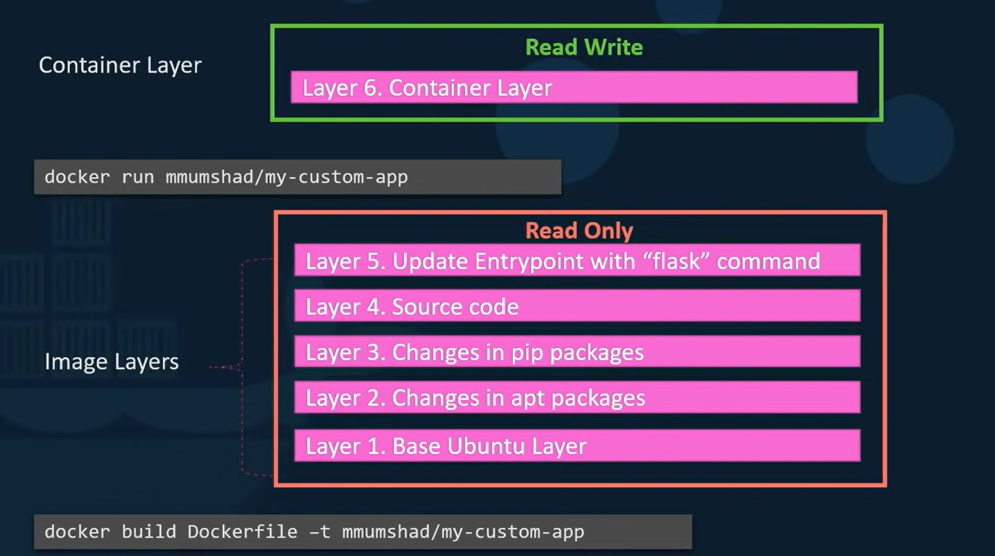 Read Write
Container Layer
Layer 6. Container Layer
docker run mmumshad/my-custom-app
Read Only
Layer 5. Update Entrypoint with “flask” command
Layer 4. Source code
Layer 3. Changes in pip packages
Image Layers
Layer 2. Changes in apt packages
Layer 1. Base Ubuntu Layer
docker build Dockerfile –t mmumshad/my-custom-app